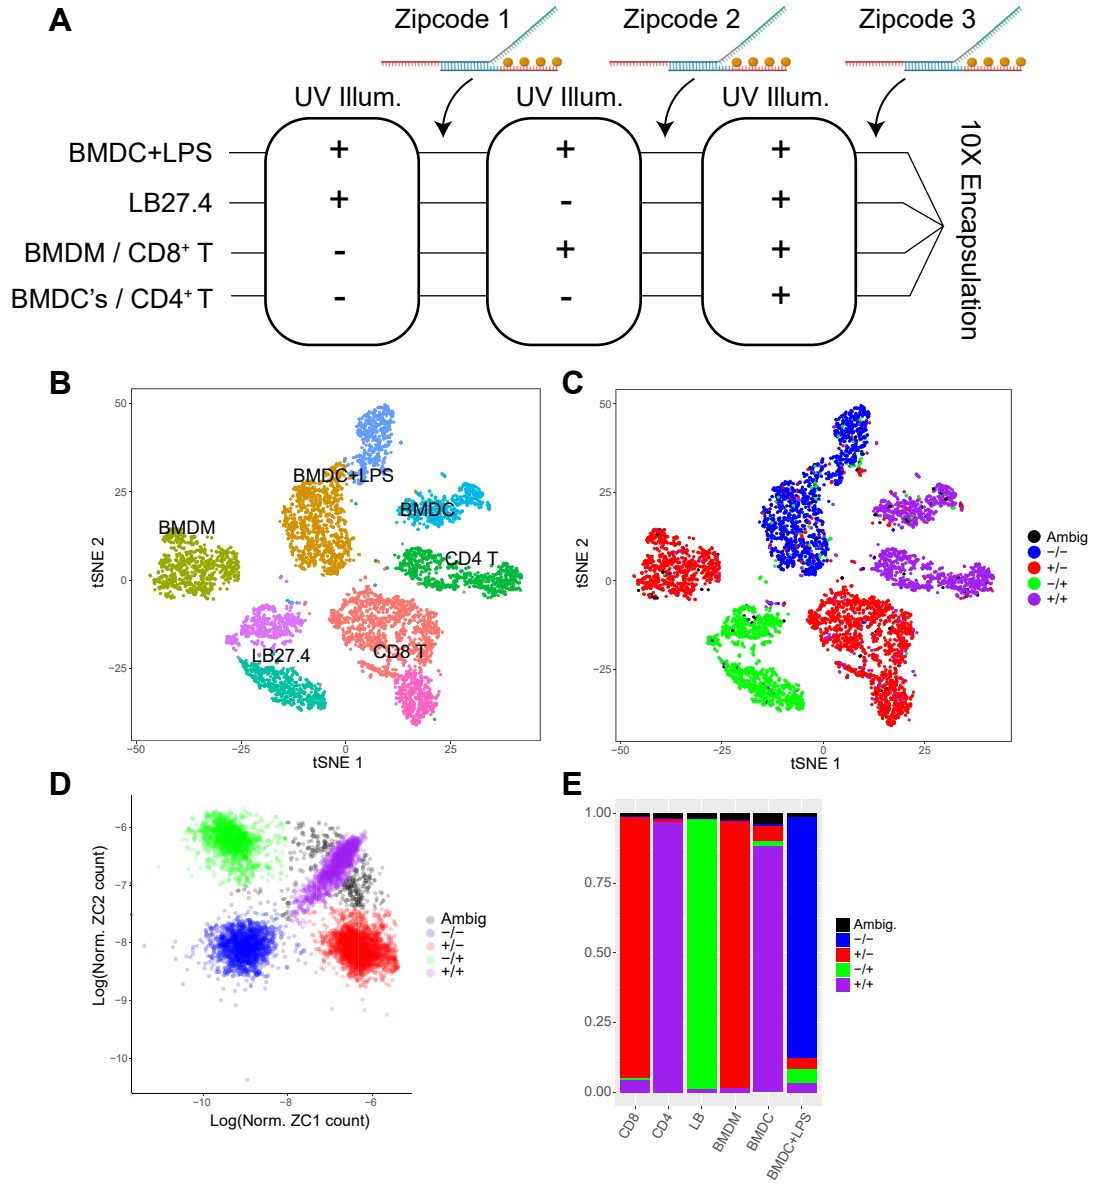 A
Zipcode 1
Zipcode 2
Zipcode 3
UV Illum.
UV Illum.
UV Illum.
BMDC+LPS
+
+
+
LB27.4
+
-
+
BMDM / CD8+ T
-
+
+
BMDC's / CD4+ T
-
-
+
10X Encapsulation
B
50
25
0
−25
−50
0
25
tSNE 2
tSNE 1
BMDC+LPS
BMDC
BMDM
CD4 T
LB27.4
CD8 T
C
50
25
0
−25
−50
−25
0
25
tSNE 2
tSNE 1
Ambig
−/−
+/−
−/+
+/+
D
−6
−7
−8
−9
−10
−10
−8
−6
Log(Norm. ZC2 count)
Log(Norm. ZC1 count)
Ambig
−/−
+/−
−/+
+/+
E
1.00
0.75
0.50
0.25
0.00
CD8
CD4
LB
BMDM
BMDC
BMDC+LPS
Ambig.
−/−
+/−
−/+
+/+